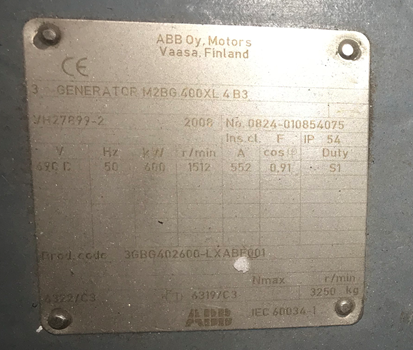 ABB Oy, Motors
Vaasa, Finland
CE
3 GENERATOR M2BG 400XL 4 B3
VH27899-2 2008 No. 0824-010854075
Ins.cl. F IP 54
V Hz kW r/min A cos Duty
690 50 400 1512 552 0.91 S1
Prod. code 3GBG402600-LXABF001
Nmax r/min
6322/C3 6319/C3 3250 kg
ABB IEC 60034-1